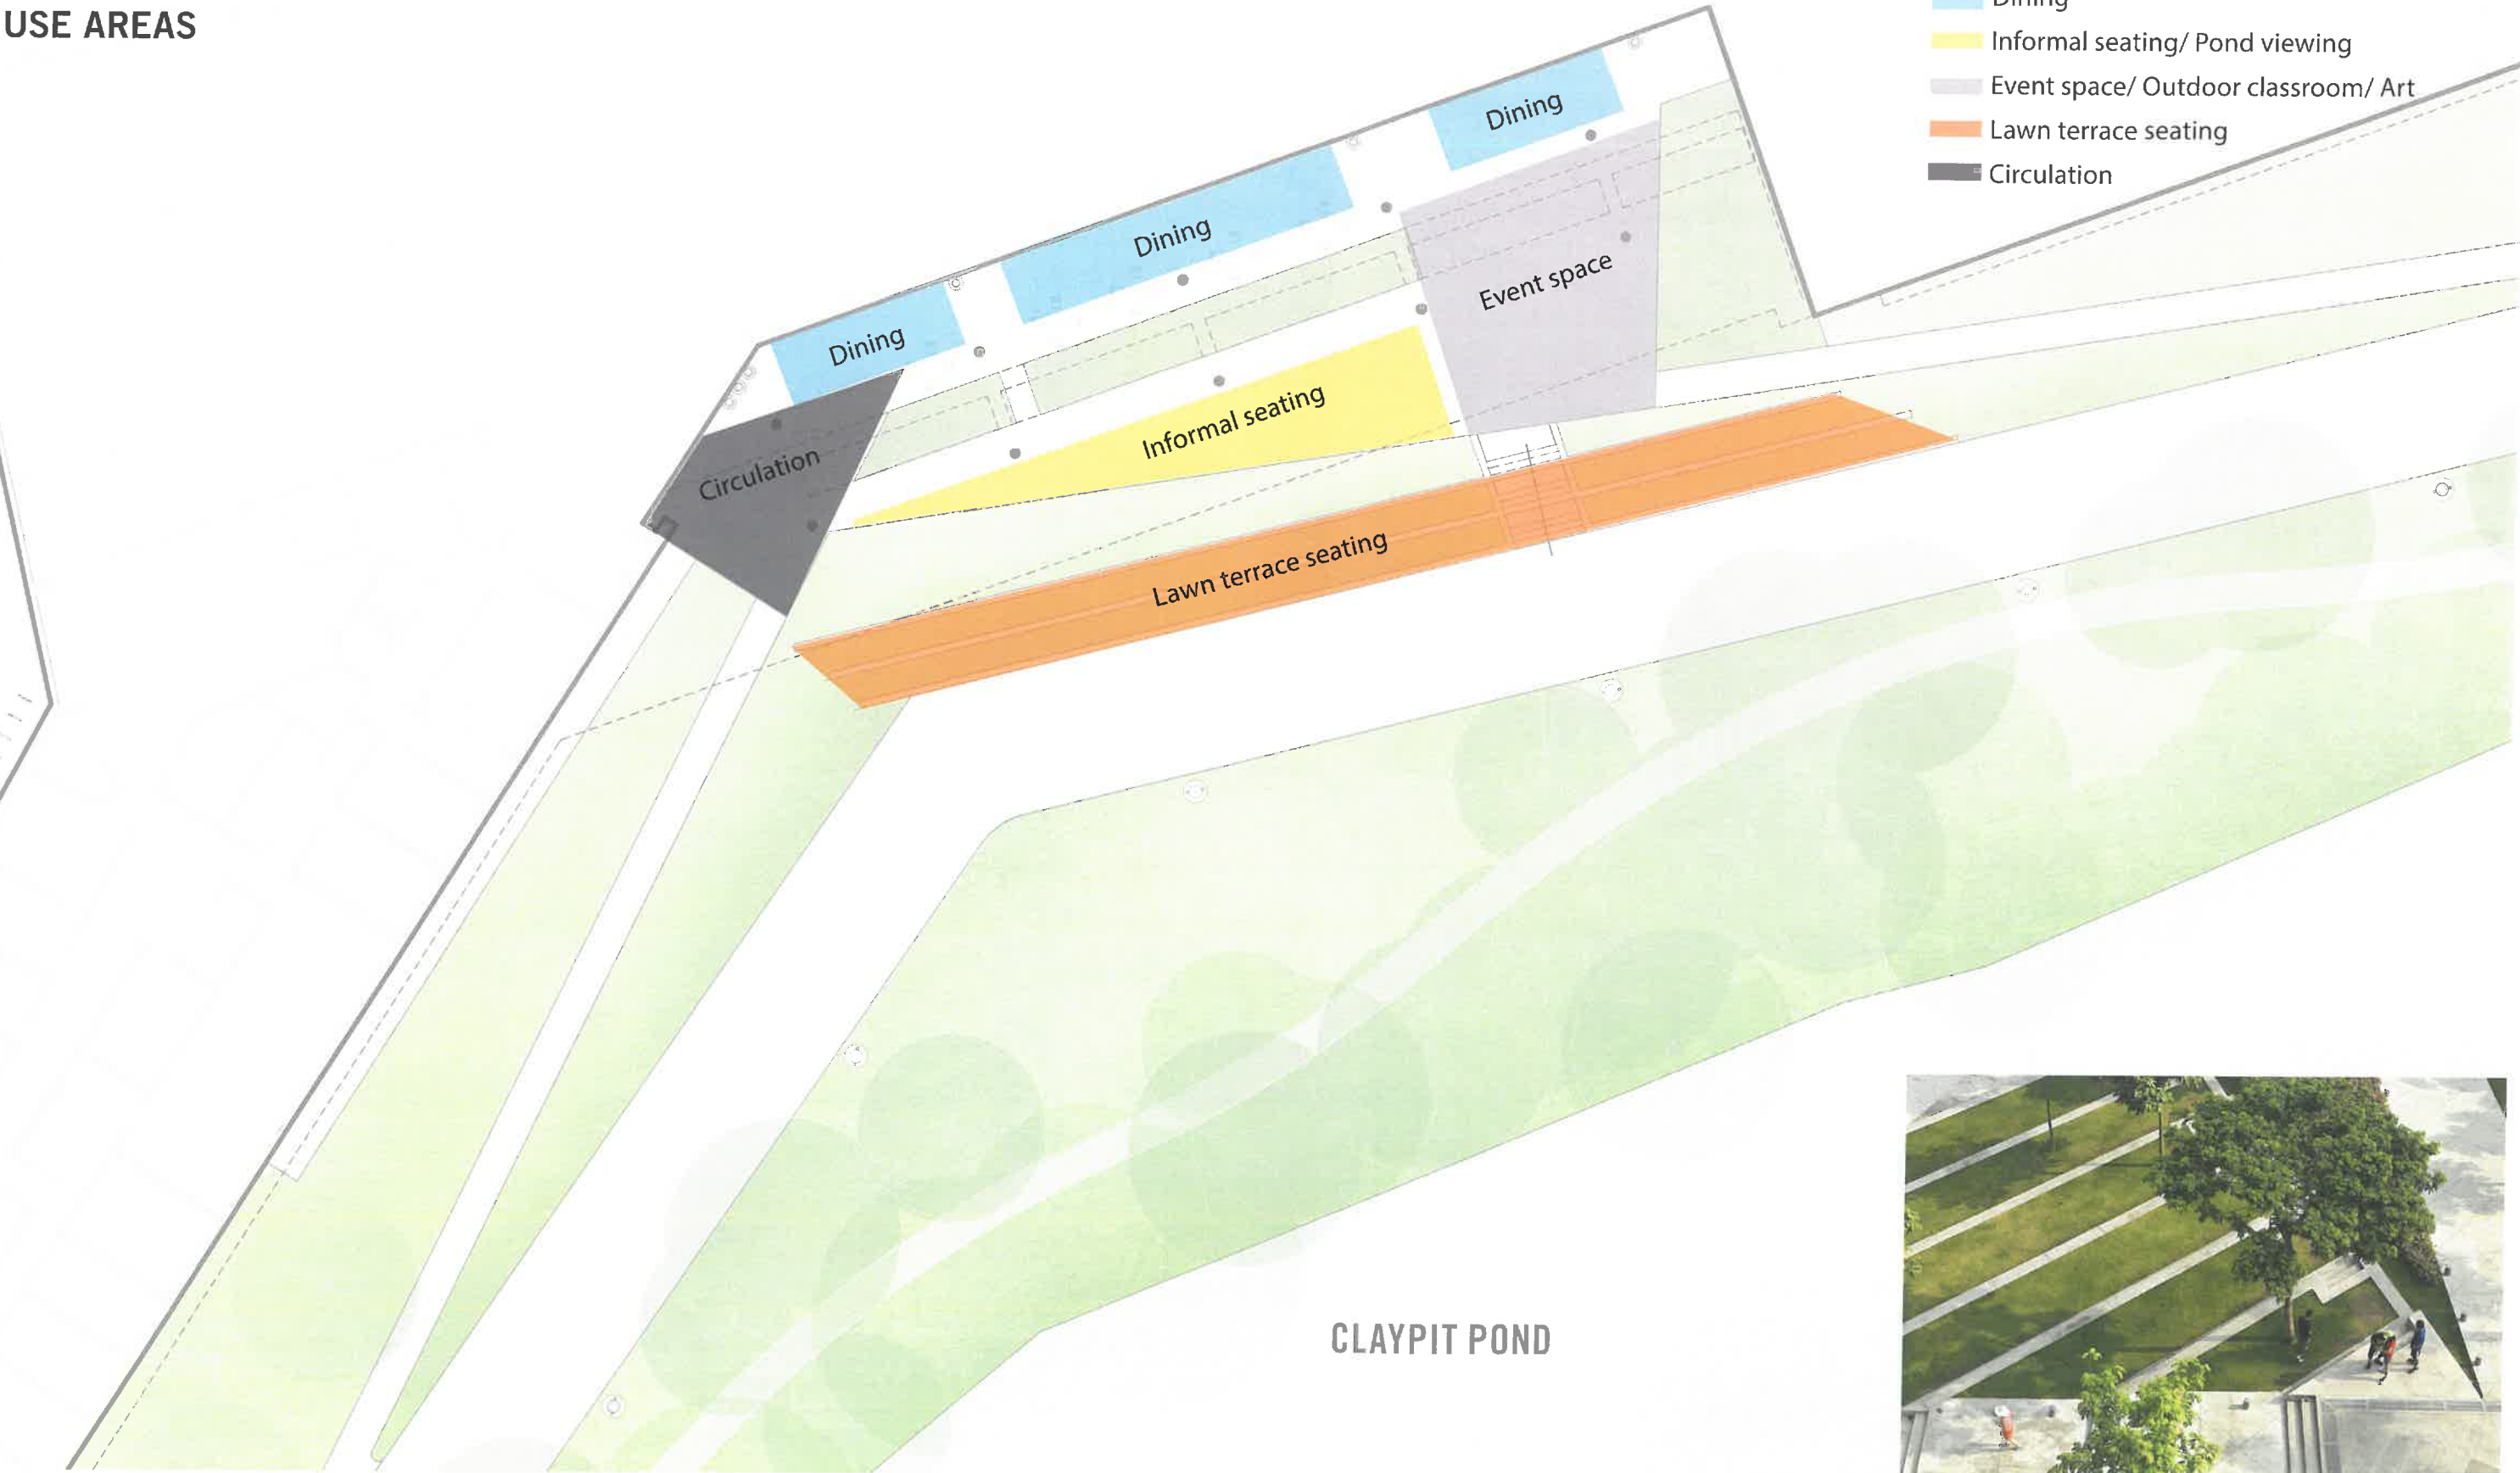 USE AREAS
Dining
Informal seating/ Pond viewing
Event space/ Outdoor classroom/ Art
Lawn terrace seating
Circulation
Dining
Dining
Dining
Event space
Informal seating
Circulation
Lawn terrace seating
CLAYPIT POND